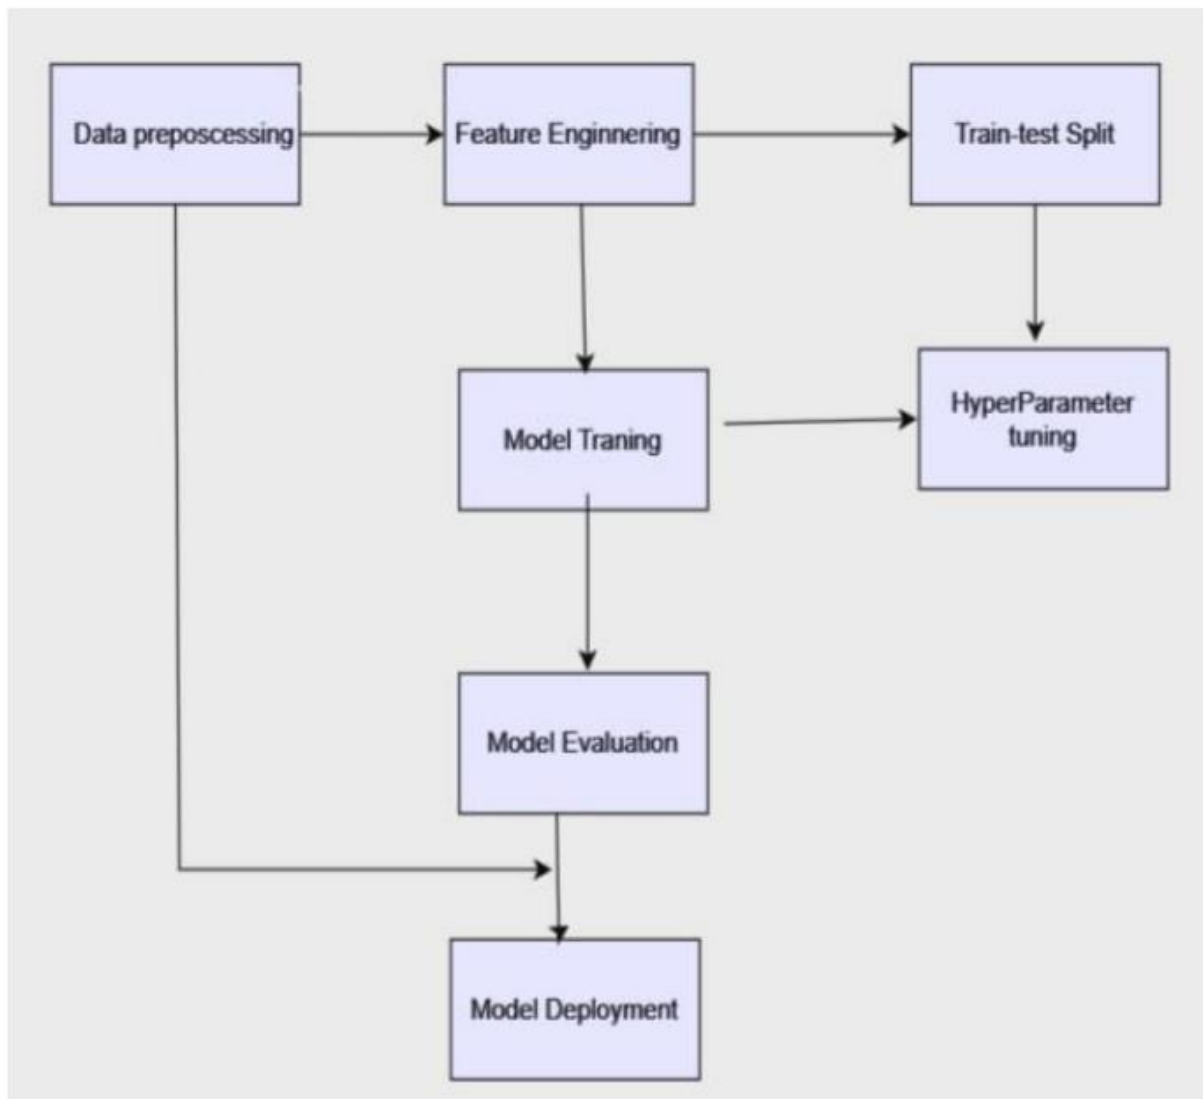 Data preposcessing
Feature Enginnering
Train-test Split
Model Traning
HyperParameter
tuning
Model Evaluation
Model Deployment